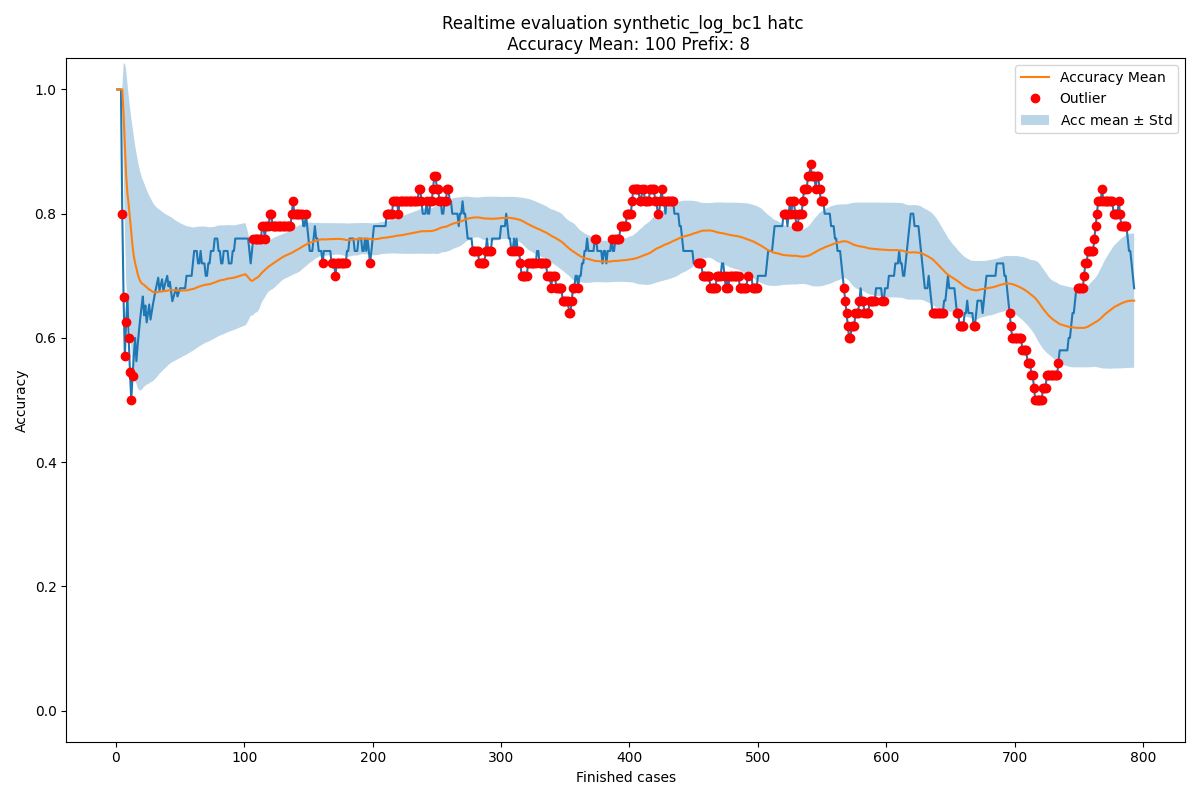 Realtime evaluation synthetic_log_bc1 hatc
Accuracy Mean: 100 Prefix: 8
Accuracy Mean
Outlier
Acc mean ± Std
1.0
0.8
0.6
0.4
0.2
0.0
Accuracy
0 100 200 300 400 500 600 700 800
Finished cases